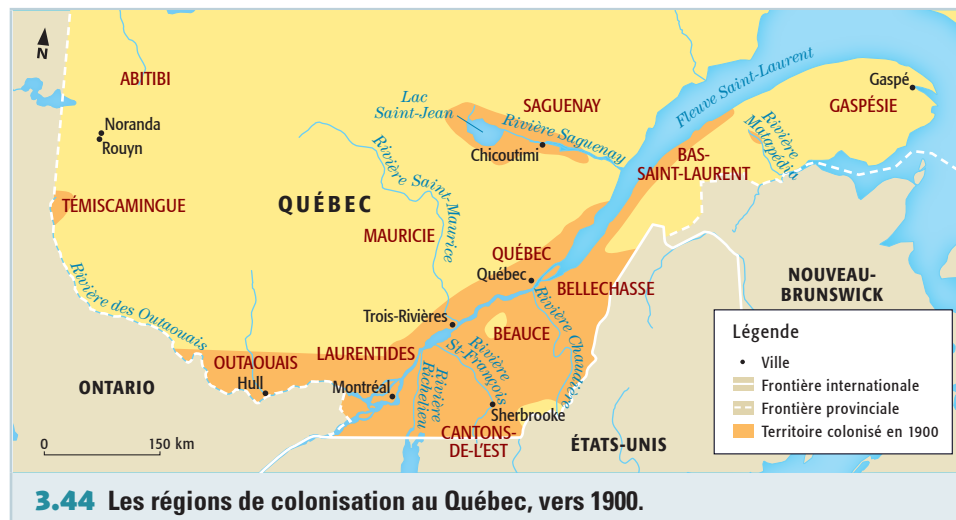 N
ABITIBI
Noranda
Rouyn
TÉMISCAMINGUE
QUÉBEC
Lac
Saint-Jean
SAGUENAY
Rivière Saguenay
Chicoutimi
Fleuve Saint-Laurent
Gaspé
GASPÉSIE
Rivière
Matapédia
BAS-
SAINT-LAURENT
Rivière Saint-Maurice
MAURICIE
QUÉBEC
Québec
BELLECHASSE
NOUVEAU-
BRUNSWICK
Rivière des Outaouais
Trois-Rivières
BEAUCE
Rivière Chaudière
OUTAOUAIS
Hull
LAURENTIDES
Montréal
Rivière
Richelieu
Rivière
St-François
Sherbrooke
CANTONS-
DE-L'EST
ONTARIO
ÉTATS-UNIS
0 150 km
Légende
Ville
Frontière internationale
Frontière provinciale
Territoire colonisé en 1900
3.44 Les régions de colonisation au Québec, vers 1900.